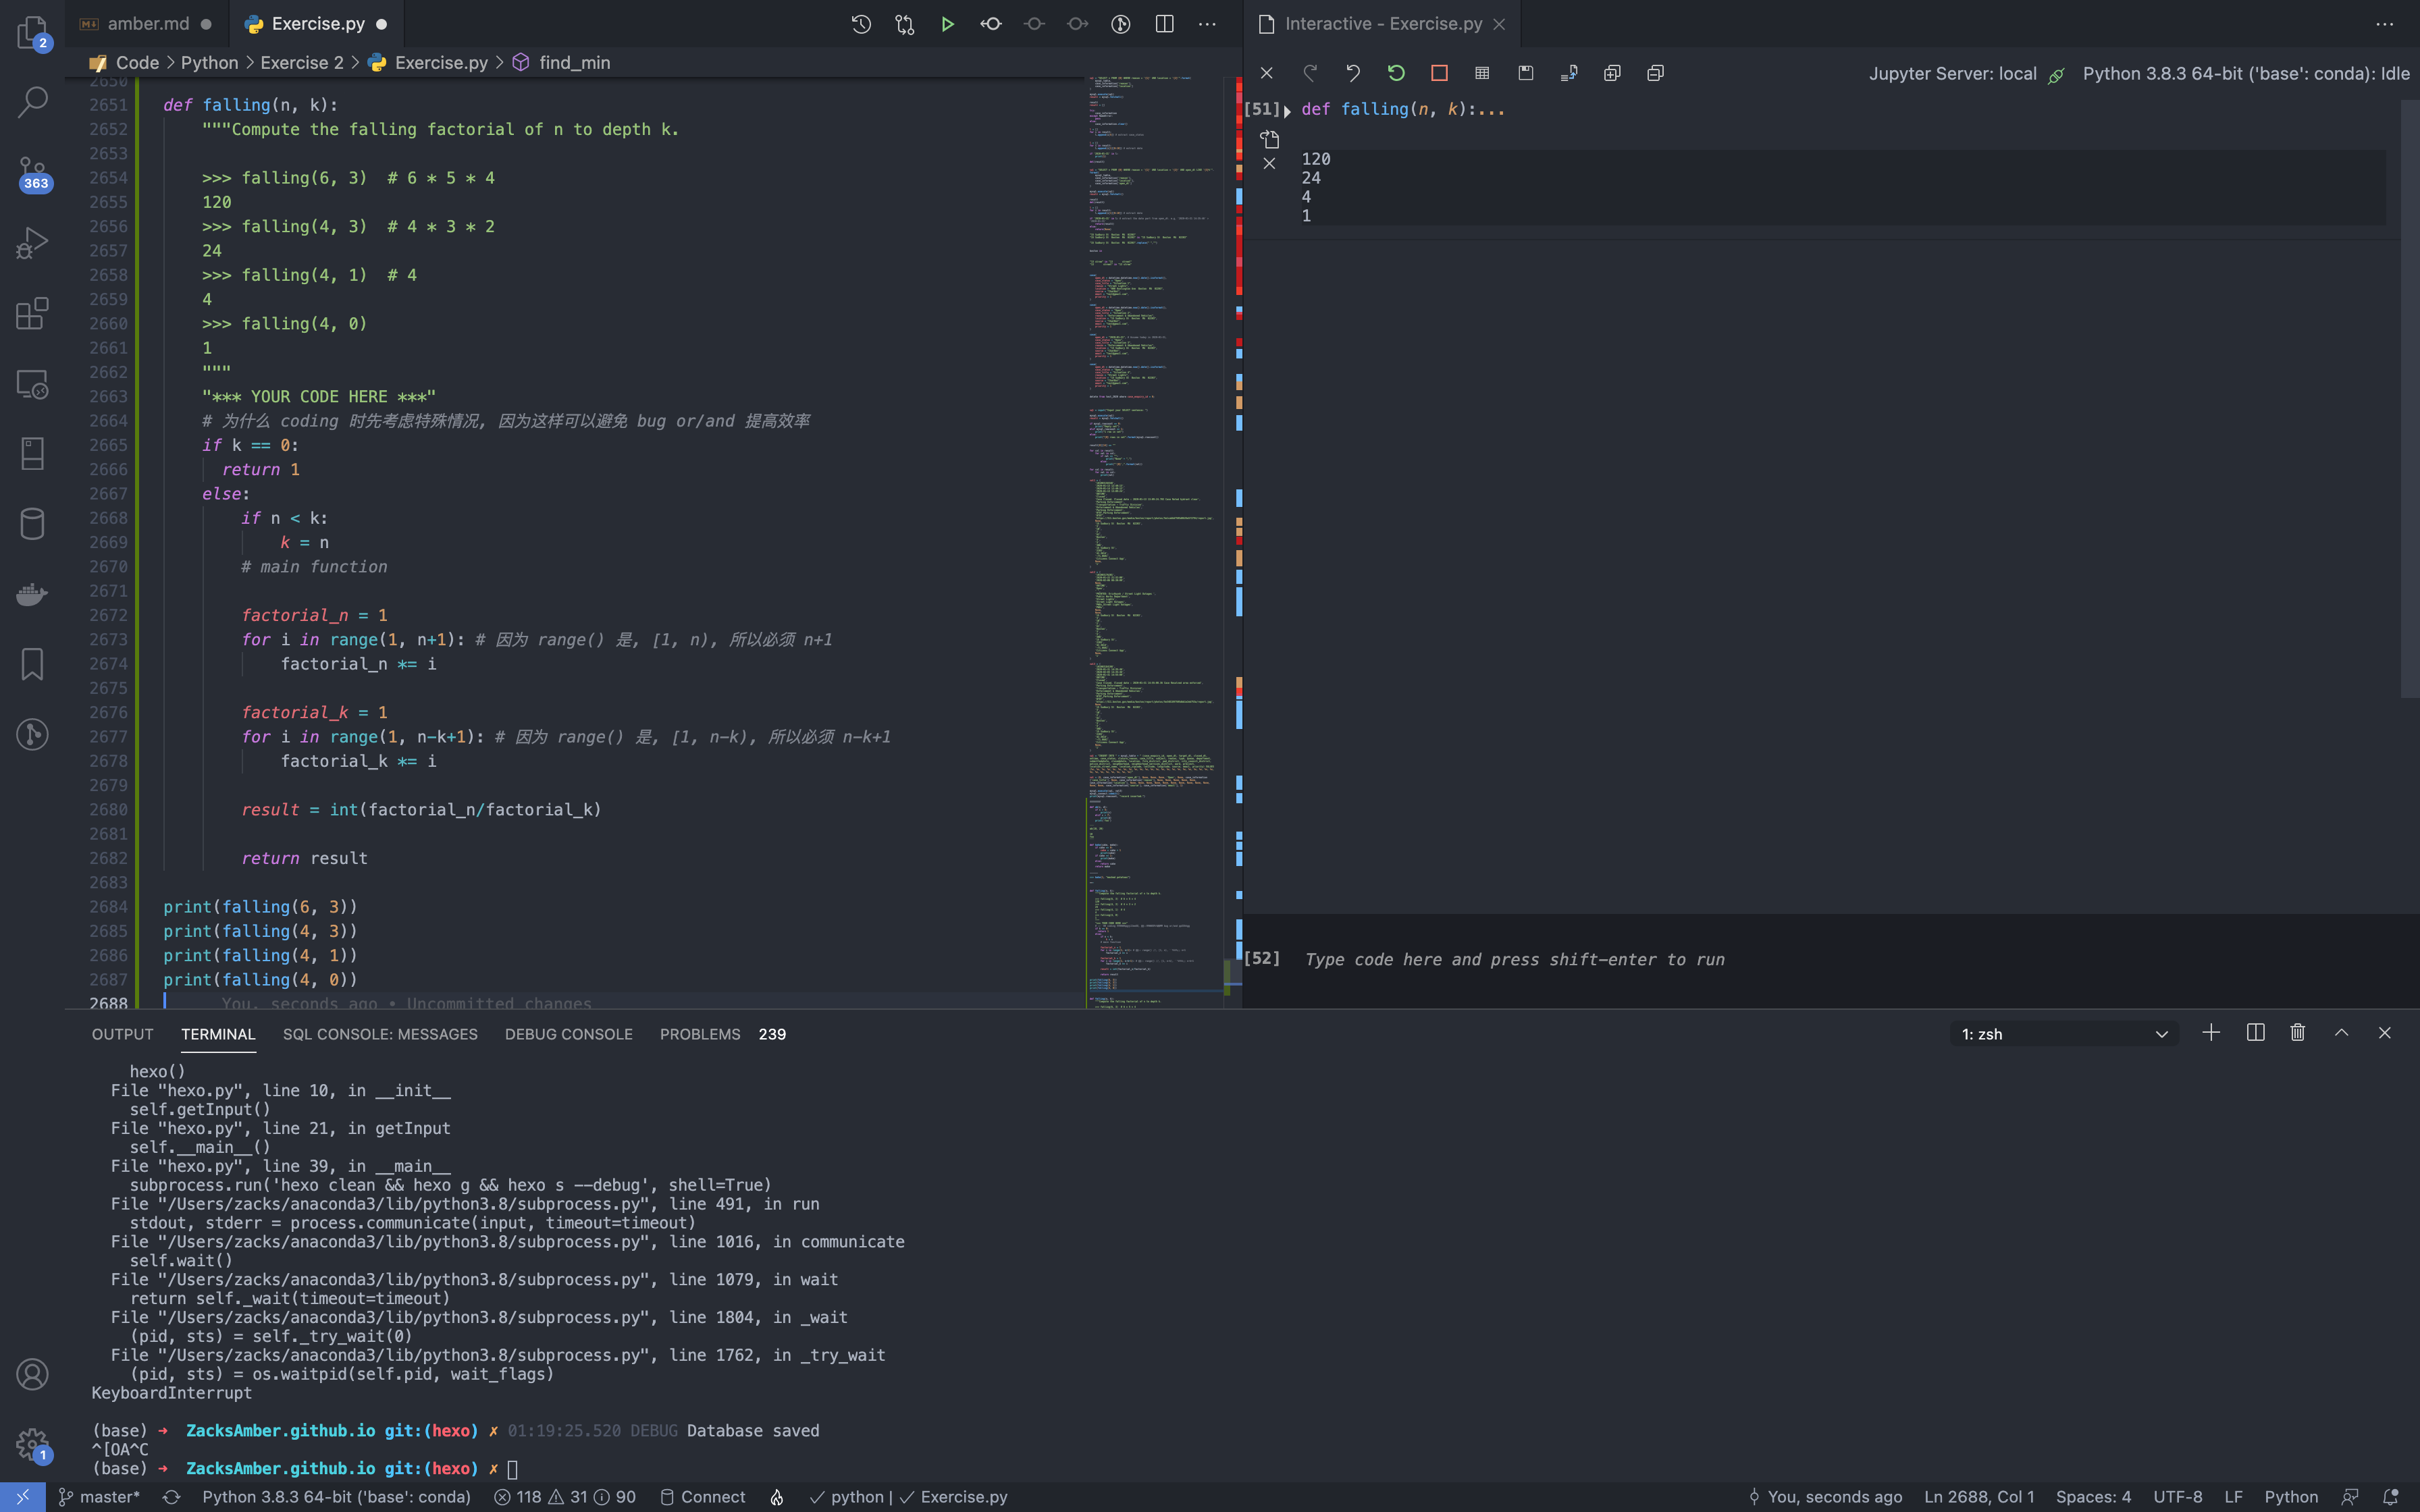 amber.md
Exercise.py
Interactive - Exercise.py
2
Code > Python > Exercise 2 > Exercise.py > find_min
Jupyter Server: local
Python 3.8.3 64-bit ('base': conda): Idle
2650
2651 def falling(n, k):
2652 """Compute the falling factorial of n to depth k.
2653
2654 >>> falling(6, 3)  # 6 * 5 * 4
2655 120
2656 >>> falling(4, 3)  # 4 * 3 * 2
2657 24
2658 >>> falling(4, 1)  # 4
2659 4
2660 >>> falling(4, 0)
2661 1
2662 """
2663 "*** YOUR CODE HERE ***"
2664 # 为什么 coding 时先考虑特殊情况, 因为这样可以避免 bug or/and 提高效率
2665 if k == 0:
2666 return 1
2667 else:
2668 if n < k:
2669 k = n
2670 # main function
2671
2672 factorial_n = 1
2673 for i in range(1, n+1): # 因为 range() 是, [1, n), 所以必须 n+1
2674 factorial_n *= i
2675
2676 factorial_k = 1
2677 for i in range(1, n-k+1): # 因为 range() 是, [1, n-k), 所以必须 n-k+1
2678 factorial_k *= i
2679
2680 result = int(factorial_n/factorial_k)
2681
2682 return result
2683
2684 print(falling(6, 3))
2685 print(falling(4, 3))
2686 print(falling(4, 1))
2687 print(falling(4, 0))
2688 You, seconds ago • Uncommitted changes
363
[51] def falling(n, k):...
120
24
4
1
[52] Type code here and press shift-enter to run
OUTPUT TERMINAL SQL CONSOLE: MESSAGES DEBUG CONSOLE PROBLEMS 239
1: zsh
hexo()
File "hexo.py", line 10, in __init__
self.getInput()
File "hexo.py", line 21, in getInput
self.__main__()
File "hexo.py", line 39, in __main__
subprocess.run('hexo clean && hexo g && hexo s --debug', shell=True)
File "/Users/zacks/anaconda3/lib/python3.8/subprocess.py", line 491, in run
stdout, stderr = process.communicate(input, timeout=timeout)
File "/Users/zacks/anaconda3/lib/python3.8/subprocess.py", line 1016, in communicate
self.wait()
File "/Users/zacks/anaconda3/lib/python3.8/subprocess.py", line 1079, in wait
return self._wait(timeout=timeout)
File "/Users/zacks/anaconda3/lib/python3.8/subprocess.py", line 1804, in _wait
(pid, sts) = self._try_wait(0)
File "/Users/zacks/anaconda3/lib/python3.8/subprocess.py", line 1762, in _try_wait
(pid, sts) = os.waitpid(self.pid, wait_flags)
KeyboardInterrupt
(base) ➜ ZacksAmber.github.io git:(hexo) ✗ 01:19:25.520 DEBUG Database saved
^[OA^C
(base) ➜ ZacksAmber.github.io git:(hexo) ✗
1
master* Python 3.8.3 64-bit ('base': conda) 118 31 90 Connect ✓ python | ✓ Exercise.py
You, seconds ago Ln 2688, Col 1 Spaces: 4 UTF-8 LF Python